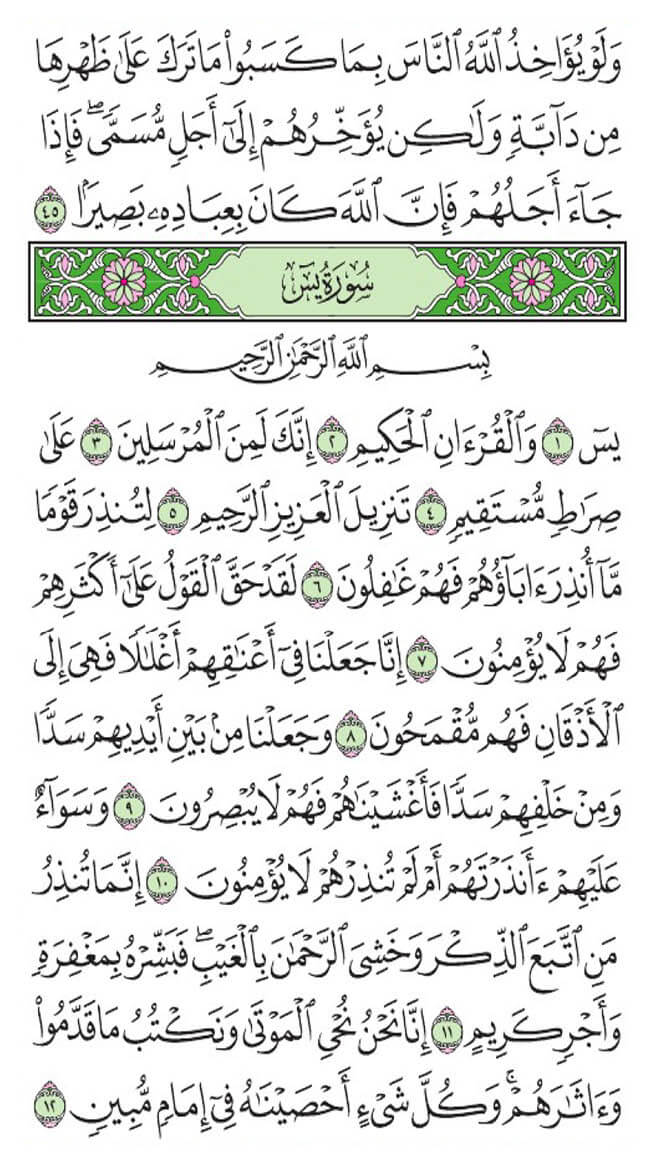 وَلَوْ يُؤَاخِذُ ٱللَّهُ ٱلنَّاسَ بِمَا كَسَبُوا۟ مَا تَرَكَ عَلَىٰ ظَهْرِهَا
مِن دَآبَّةٍۢ وَلَـٰكِن يُؤَخِّرُهُمْ إِلَىٰٓ أَجَلٍۢ مُّسَمًّۭى ۖ فَإِذَا
جَآءَ أَجَلُهُمْ فَإِنَّ ٱللَّهَ كَانَ بِعِبَادِهِۦ بَصِيرًۢا ٤٥
سُورَةُ يسٓ
بِسْمِ ٱللَّهِ ٱلرَّحْمَـٰنِ ٱلرَّحِيمِ
يسٓ ١ وَٱلْقُرْءَانِ ٱلْحَكِيمِ ٢ إِنَّكَ لَمِنَ ٱلْمُرْسَلِينَ ٣ عَلَىٰ
صِرَٰطٍۢ مُّسْتَقِيمٍۢ ٤ تَنزِيلَ ٱلْعَزِيزِ ٱلرَّحِيمِ ٥ لِتُنذِرَ قَوْمًۭا
مَّآ أُنذِرَ ءَابَآؤُهُمْ فَهُمْ غَـٰفِلُونَ ٦ لَقَدْ حَقَّ ٱلْقَوْلُ عَلَىٰٓ أَكْثَرِهِمْ
فَهُمْ لَا يُؤْمِنُونَ ٧ إِنَّا جَعَلْنَا فِىٓ أَعْنَـٰقِهِمْ أَغْلَـٰلًۭا فَهِىَ إِلَى
ٱلْأَذْقَانِ فَهُم مُّقْمَحُونَ ٨ وَجَعَلْنَا مِنۢ بَيْنِ أَيْدِيهِمْ سَدًّۭا
وَمِنْ خَلْفِهِمْ سَدًّۭا فَأَغْشَيْنَـٰهُمْ فَهُمْ لَا يُبْصِرُونَ ٩ وَسَوَآءٌ
عَلَيْهِمْ ءَأَنذَرْتَهُمْ أَمْ لَمْ تُنذِرْهُمْ لَا يُؤْمِنُونَ ١٠ إِنَّمَا تُنذِرُ
مَنِ ٱتَّبَعَ ٱلذِّكْرَ وَخَشِىَ ٱلرَّحْمَـٰنَ بِٱلْغَيْبِ ۖ فَبَشِّرْهُ بِمَغْفِرَةٍۢ
وَأَجْرٍۢ كَرِيمٍ ١١ إِنَّا نَحْنُ نُحْىِ ٱلْمَوْتَىٰ وَنَكْتُبُ مَا قَدَّمُوا۟
وَءَاثَـٰرَهُمْ ۚ وَكُلَّ شَىْءٍ أَحْصَيْنَـٰهُ فِىٓ إِمَامٍۢ مُّبِينٍۢ ١٢